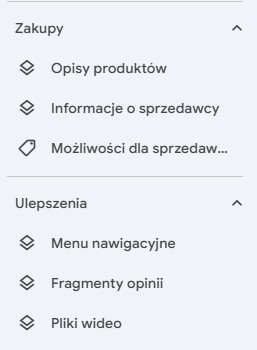 Zakupy
Opisy produktów
Informacje o sprzedawcy
Możliwości dla sprzedaw...
Ulepszenia
Menu nawigacyjne
Fragmenty opinii
Pliki wideo